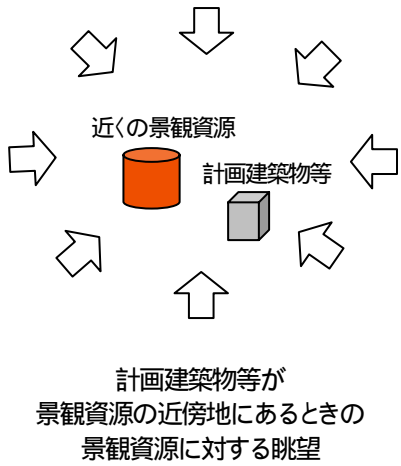 近くの景観資源
計画建築物等
計画建築物等が
景観資源の近傍地にあるときの
景観資源に対する眺望